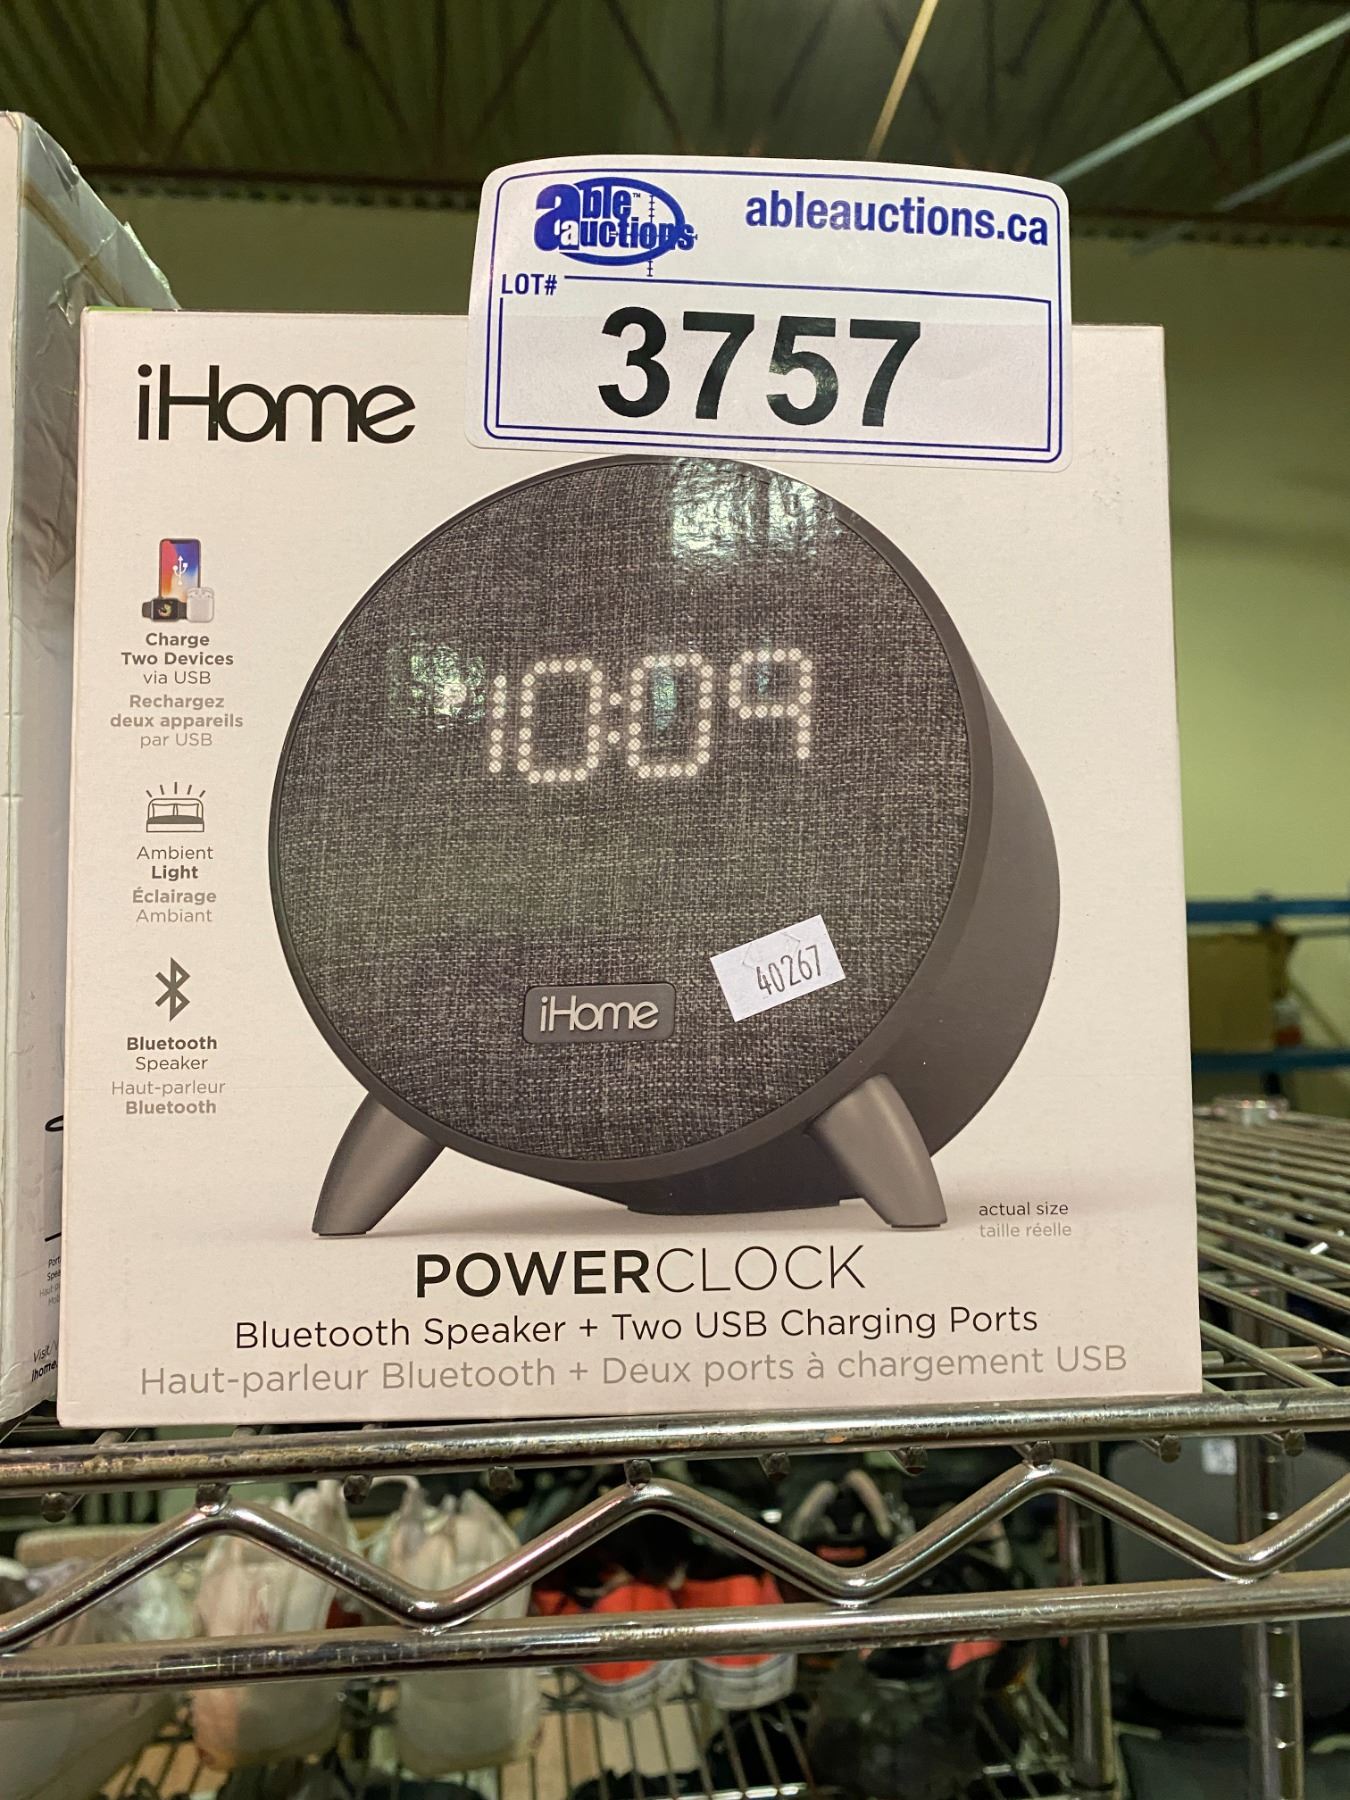 able™
auctions
ableauctions.ca
LOT#
3757
iHome
Charge
Two Devices
via USB
Rechargez
deux appareils
par USB
Ambient
Light
Éclairage
Ambiant
Bluetooth
Speaker
Haut-parleur
Bluetooth
10:09
40267
iHome
actual size
taille réelle
POWERCLOCK
Bluetooth Speaker + Two USB Charging Ports
Haut-parleur Bluetooth + Deux ports à chargement USB